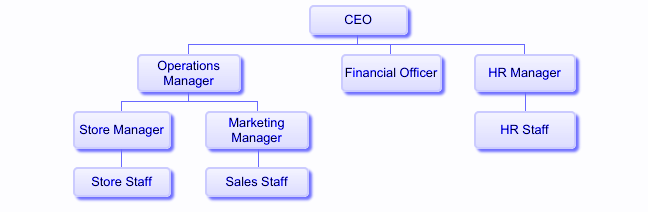 CEO
Operations
Manager
Financial Officer
HR Manager
Store Manager
Marketing
Manager
HR Staff
Store Staff
Sales Staff